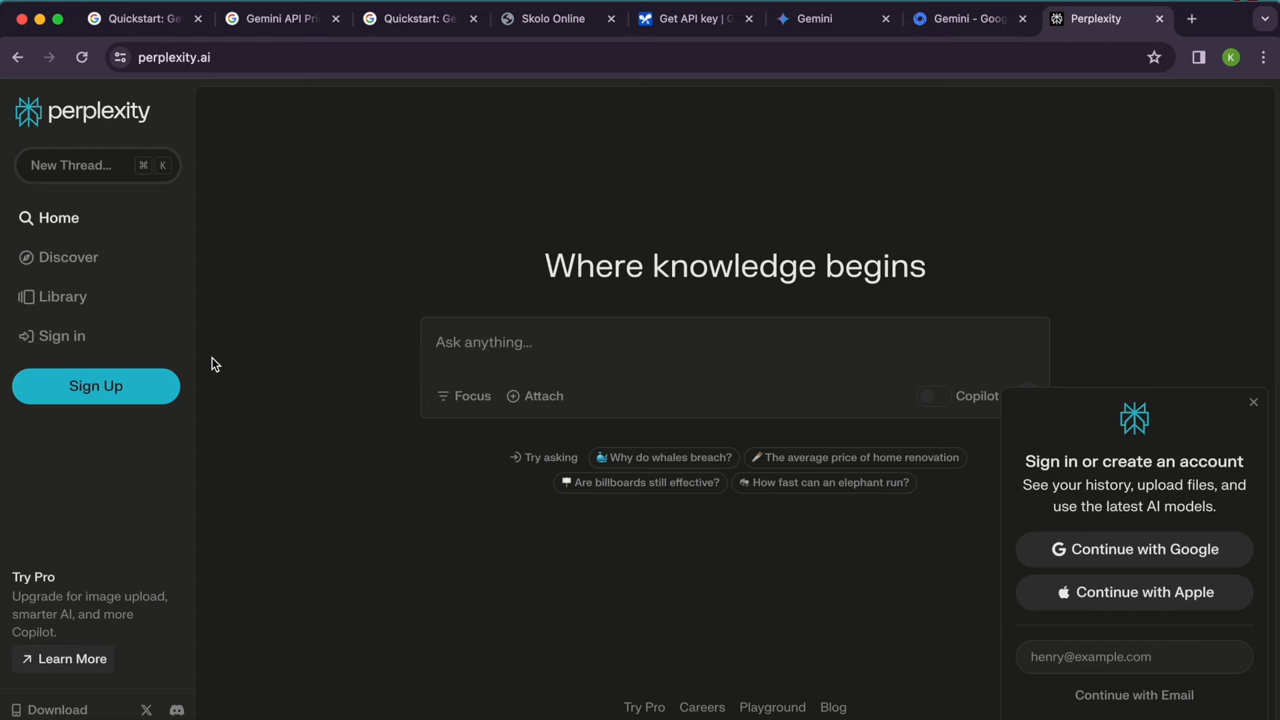 Quickstart: Ge
Gemini API Pri
Quickstart: Ge
Skolo Online
Get API key | G
Gemini
Gemini - Goog
Perplexity
perplexity.ai
K
perplexity
New Thread... ⌘ K
Home
Discover
Library
Sign in
Sign Up
Where knowledge begins
Ask anything...
Focus
Attach
Copilot
Try asking
Why do whales breach?
The average price of home renovation
Are billboards still effective?
How fast can an elephant run?
Sign in or create an account
See your history, upload files, and
use the latest AI models.
Continue with Google
Continue with Apple
henry@example.com
Continue with Email
Try Pro
Upgrade for image upload,
smarter AI, and more
Copilot.
Learn More
Download
Try Pro
Careers
Playground
Blog